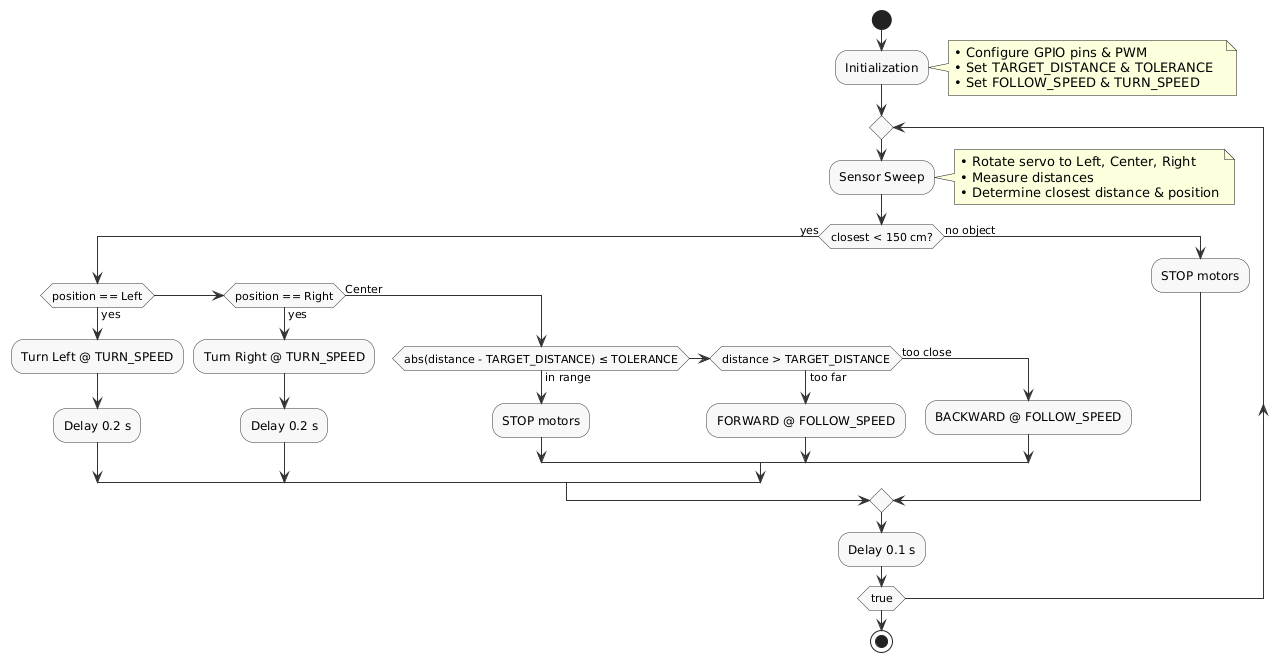 Initialization
• Configure GPIO pins & PWM
• Set TARGET_DISTANCE & TOLERANCE
• Set FOLLOW_SPEED & TURN_SPEED
Sensor Sweep
• Rotate servo to Left, Center, Right
• Measure distances
• Determine closest distance & position
yes
closest < 150 cm?
no object
STOP motors
position == Left
yes
Turn Left @ TURN_SPEED
Delay 0.2 s
position == Right
yes
Turn Right @ TURN_SPEED
Delay 0.2 s
Center
abs(distance - TARGET_DISTANCE) ≤ TOLERANCE
in range
STOP motors
distance > TARGET_DISTANCE
too far
FORWARD @ FOLLOW_SPEED
too close
BACKWARD @ FOLLOW_SPEED
Delay 0.1 s
true